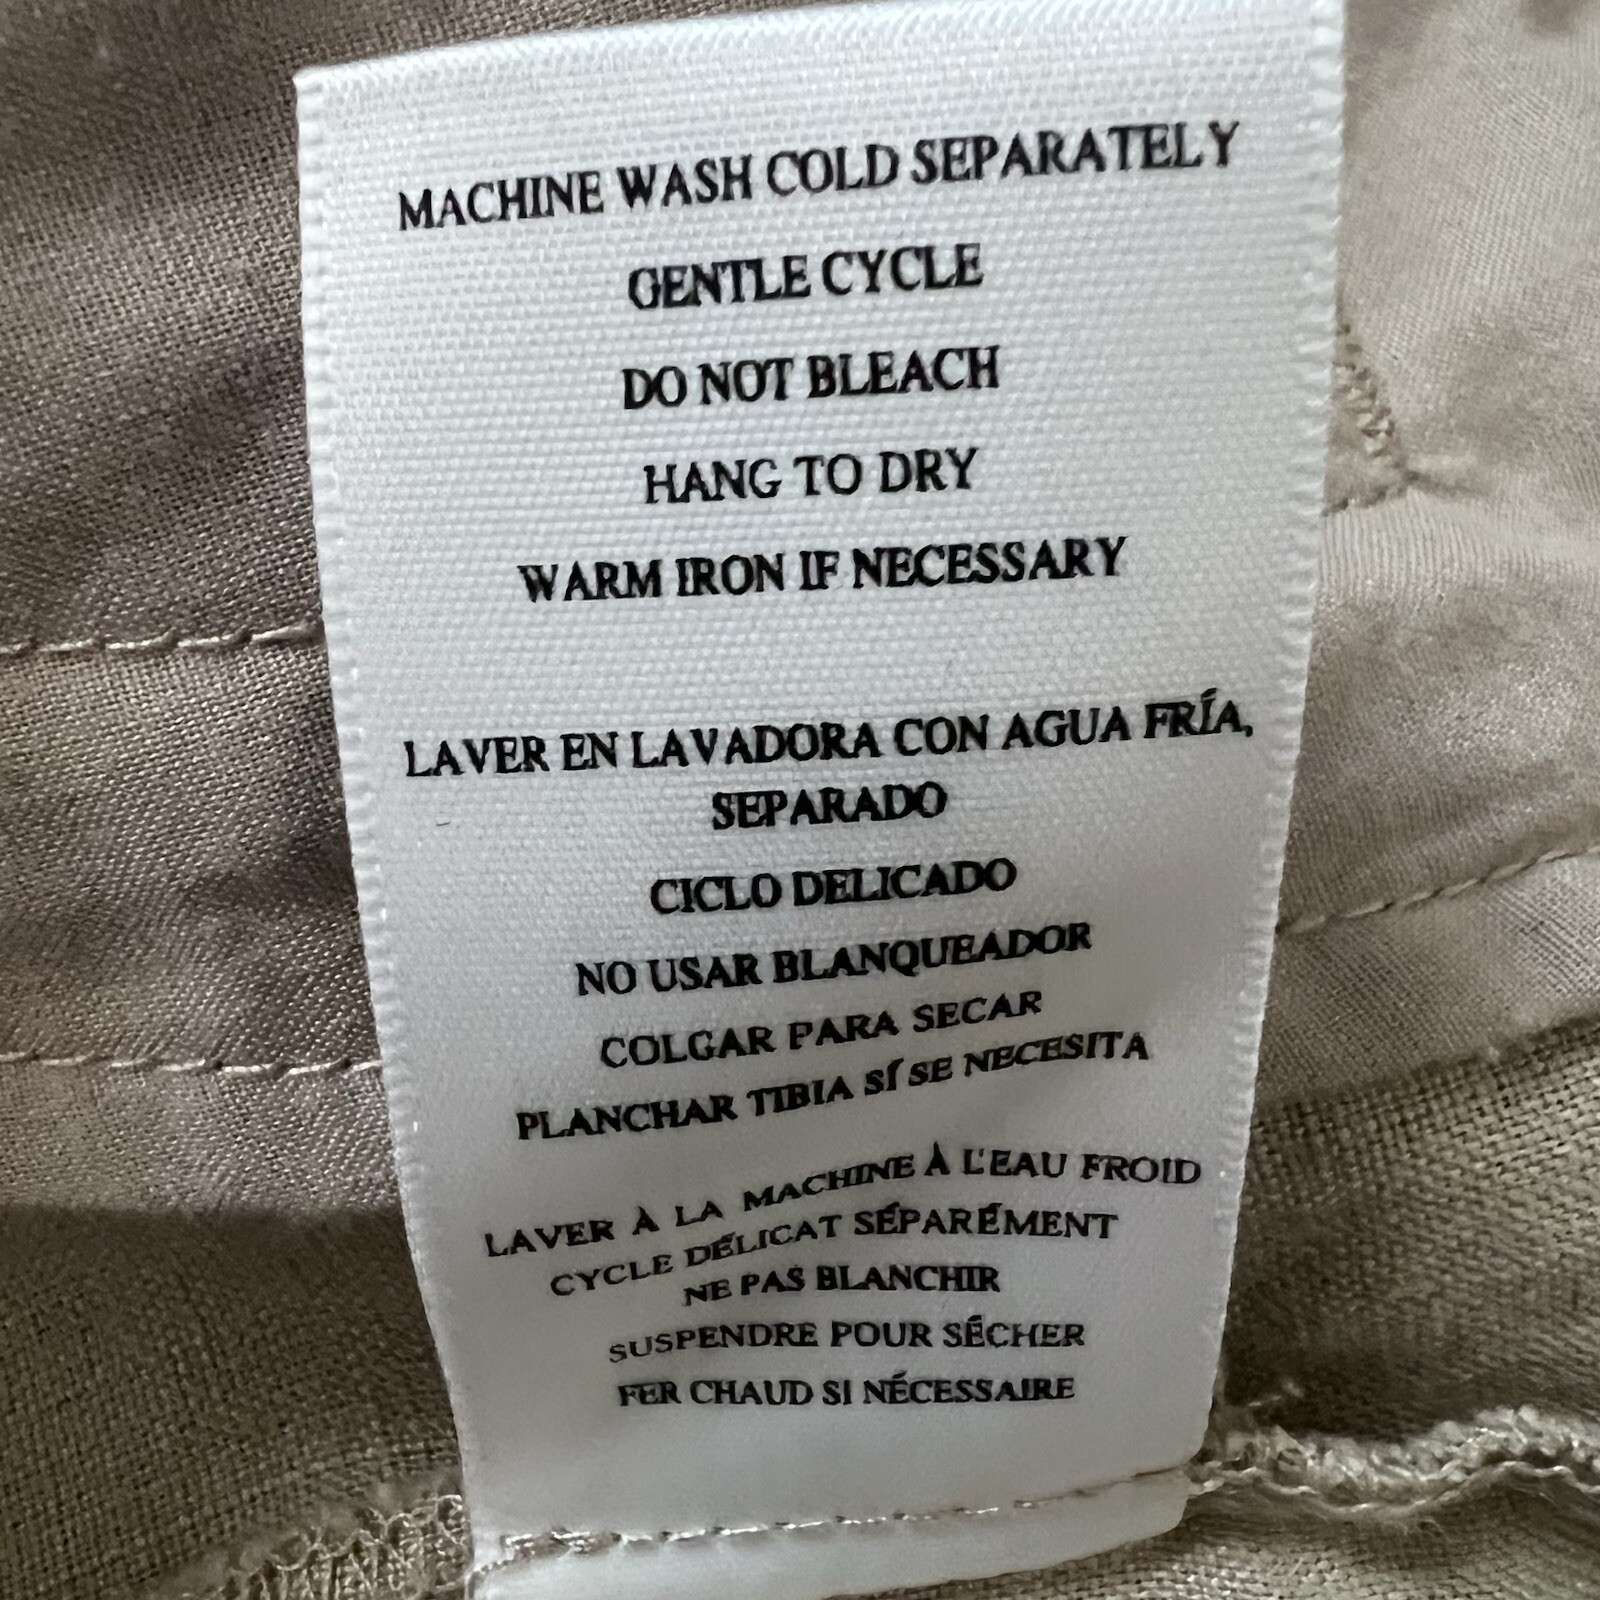 MACHINE WASH COLD SEPARATELY
GENTLE CYCLE
DO NOT BLEACH
HANG TO DRY
WARM IRON IF NECESSARY
LAVER EN LAVADORA CON AGUA FRÍA,
SEPARADO
CICLO DELICADO
NO USAR BLANQUEADOR
COLGAR PARA SECAR
PLANCHAR TIBIA SÍ SE NECESITA
LAVER À LA MACHINE À L'EAU FROID
CYCLE DÉLICAT SÉPARÉMENT
NE PAS BLANCHIR
SUSPENDRE POUR SÉCHER
FER CHAUD SI NÉCESSAIRE